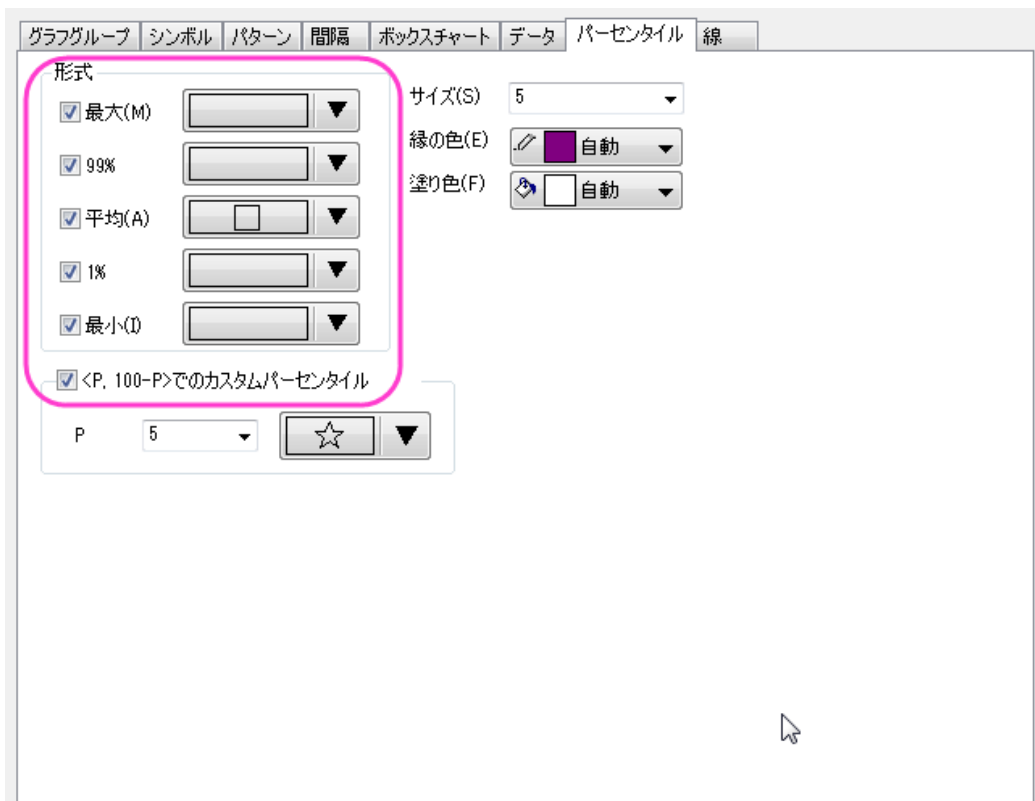 グラフグループ シンボル パターン 間隔 ボックスチャート データ パーセンタイル 線
形式
最大(M)
99%
平均(A)
1%
最小(I)
サイズ(S) 5
縁の色(E) 自動
塗り色(F) 自動
<P, 100-P>でのカスタムパーセンタイル
P 5